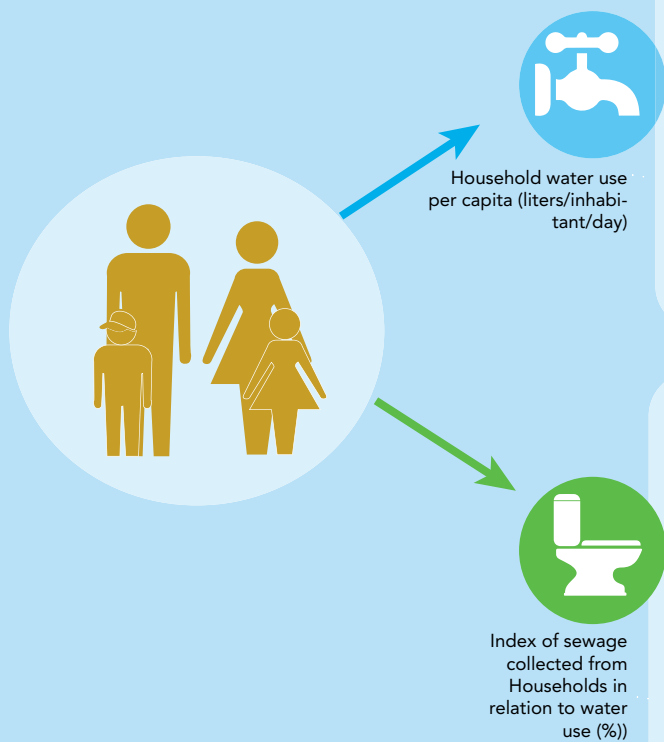 Household water use
per capita (liters/inhabi-
tant/day)
Index of sewage
collected from
Households in
relation to water
use (%))